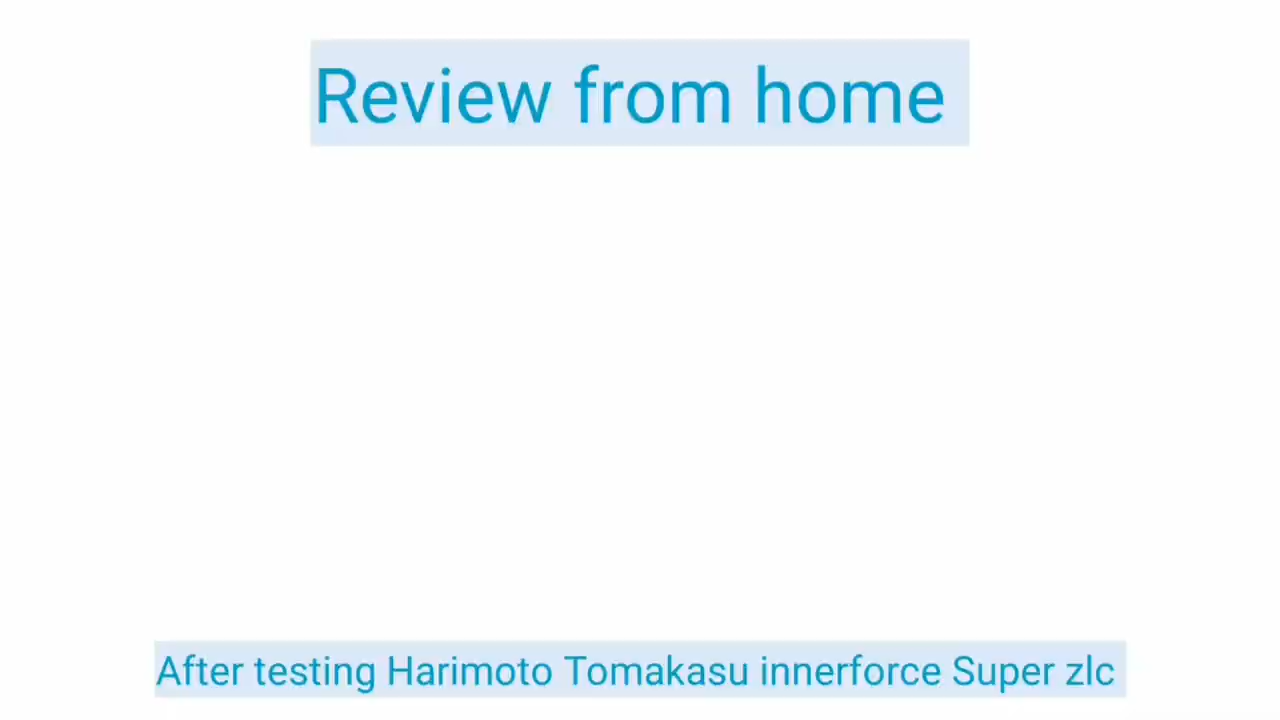 Review from home
After testing Harimoto Tomakasu innerforce Super zlc